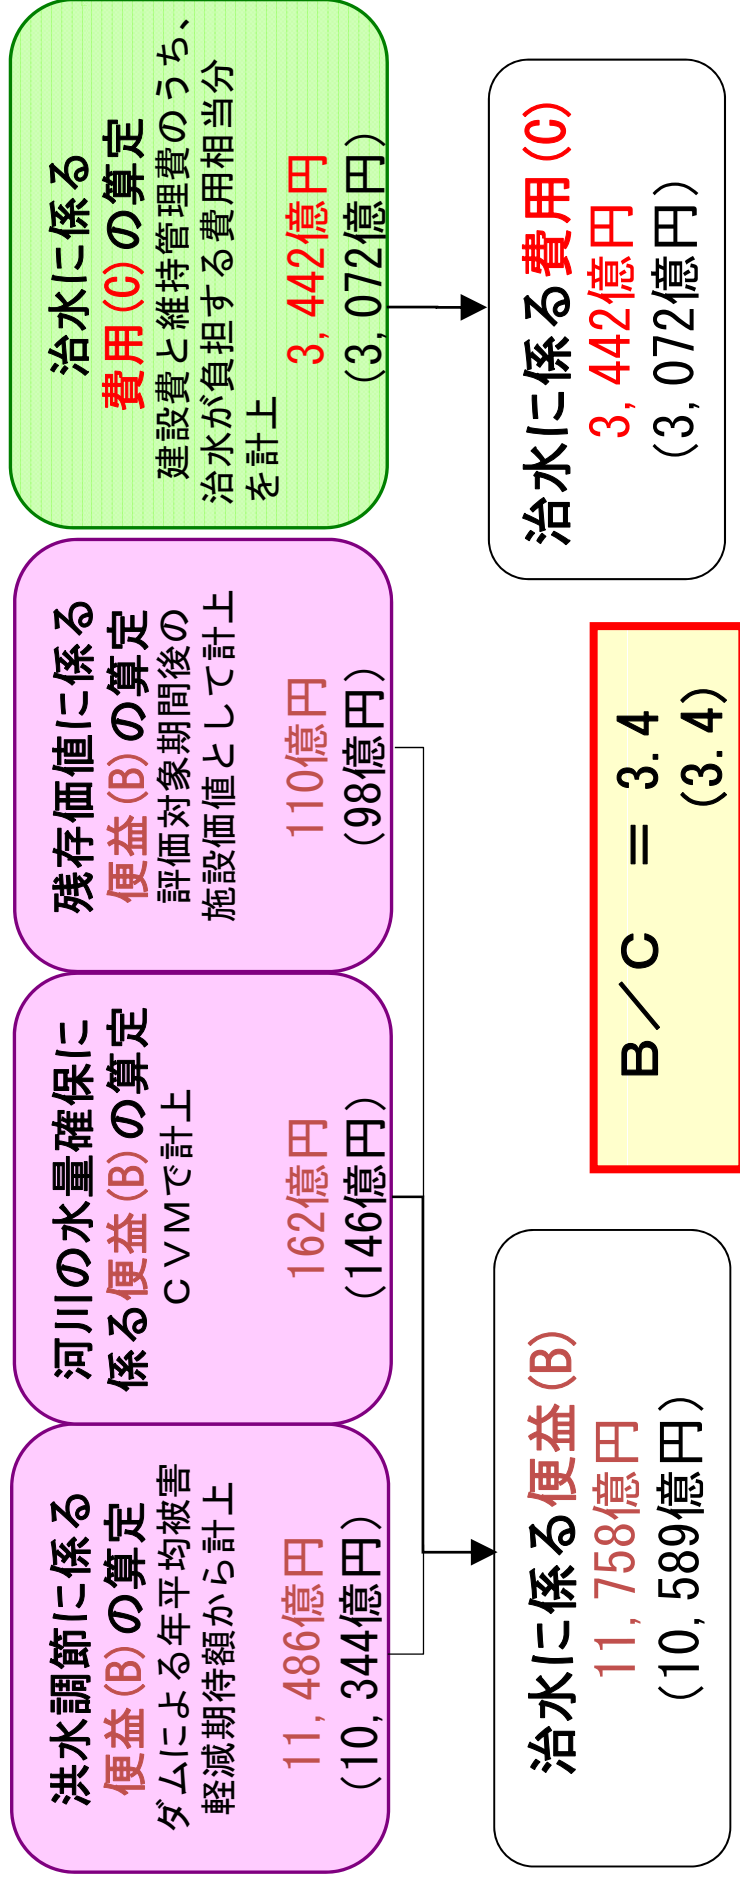 洪水調節に係る
便益(B)の算定
ダムによる年平均被害
軽減期待額から計上
11,486億円
(10,344億円)
河川の水量確保に
係る便益(B)の算定
CVMで計上
162億円
(146億円)
残存価値に係る
便益(B)の算定
評価対象期間後の
施設価値として計上
110億円
(98億円)
治水に係る
費用(C)の算定
建設費と維持管理費のうち、
治水が負担する費用相当分
を計上
3,442億円
(3,072億円)
治水に係る便益(B)
11,758億円
(10,589億円)
B/C = 3.4
(3.4)
治水に係る費用(C)
3,442億円
(3,072億円)